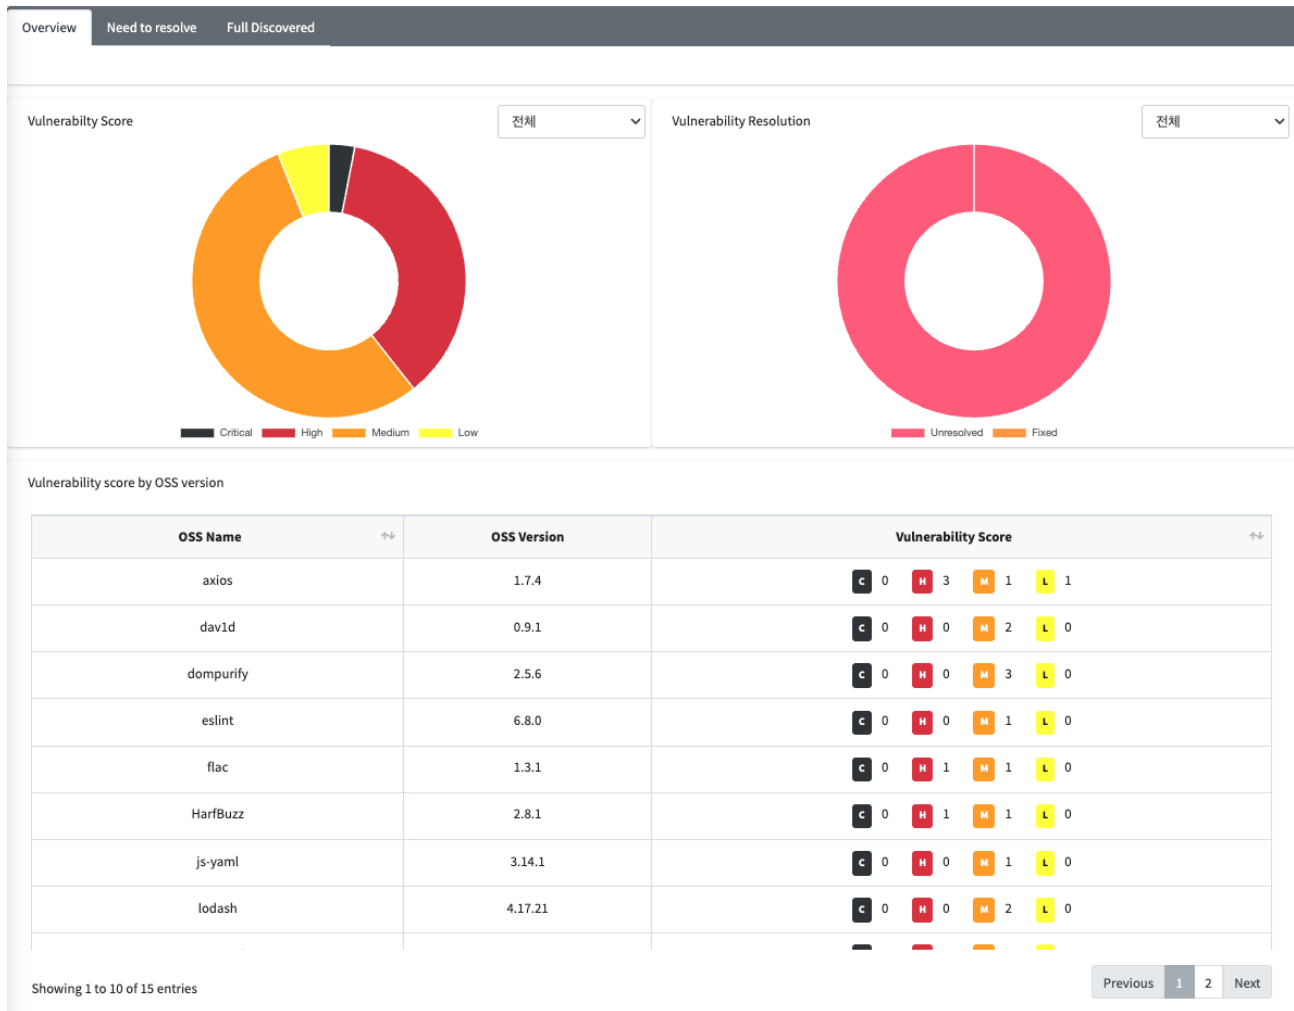 Overview Need to resolve Full Discovered
Vulnerabilty Score 전체
Vulnerability Resolution 전체
Critical High Medium Low
Unresolved Fixed
Vulnerability score by OSS version
OSS Name OSS Version Vulnerability Score
axios 1.7.4 C 0 H 3 M 1 L 1
dav1d 0.9.1 C 0 H 0 M 2 L 0
dompurify 2.5.6 C 0 H 0 M 3 L 0
eslint 6.8.0 C 0 H 0 M 1 L 0
flac 1.3.1 C 0 H 1 M 1 L 0
HarfBuzz 2.8.1 C 0 H 1 M 1 L 0
js-yaml 3.14.1 C 0 H 0 M 1 L 0
lodash 4.17.21 C 0 H 0 M 2 L 0
Showing 1 to 10 of 15 entries
Previous 1 2 Next